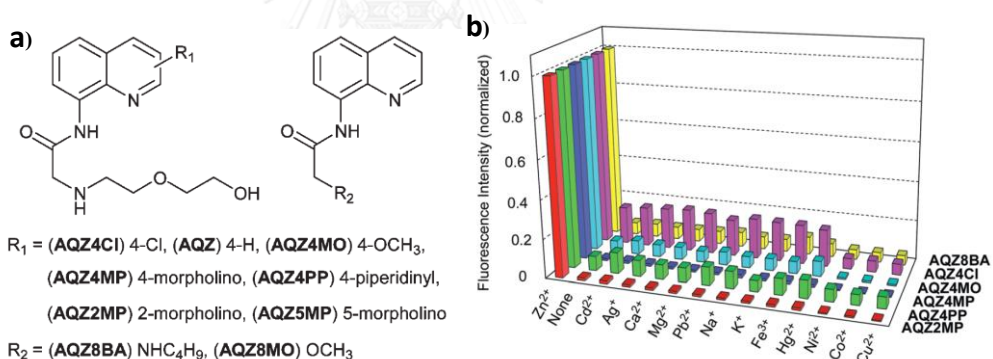 a)
R1
N
NH
O
N
H
O
OH
N
NH
O
R2
R1 = (AQZ4Cl) 4-Cl, (AQZ) 4-H, (AQZ4MO) 4-OCH3,
(AQZ4MP) 4-morpholino, (AQZ4PP) 4-piperidinyl,
(AQZ2MP) 2-morpholino, (AQZ5MP) 5-morpholino
R2 = (AQZ8BA) NHC4H9, (AQZ8MO) OCH3
b)
Fluorescence Intensity (normalized)
1.0
0.8
0.6
0.4
0.2
0
Zn2+
None
Cd2+
Ag+
Ca2+
Mg2+
Pb2+
Na+
K+
Fe3+
Hg2+
Ni2+
Co2+
Cu2+
AQZ8BA
AQZ4Cl
AQZ4MO
AQZ4MP
AQZ4PP
AQZ2MP